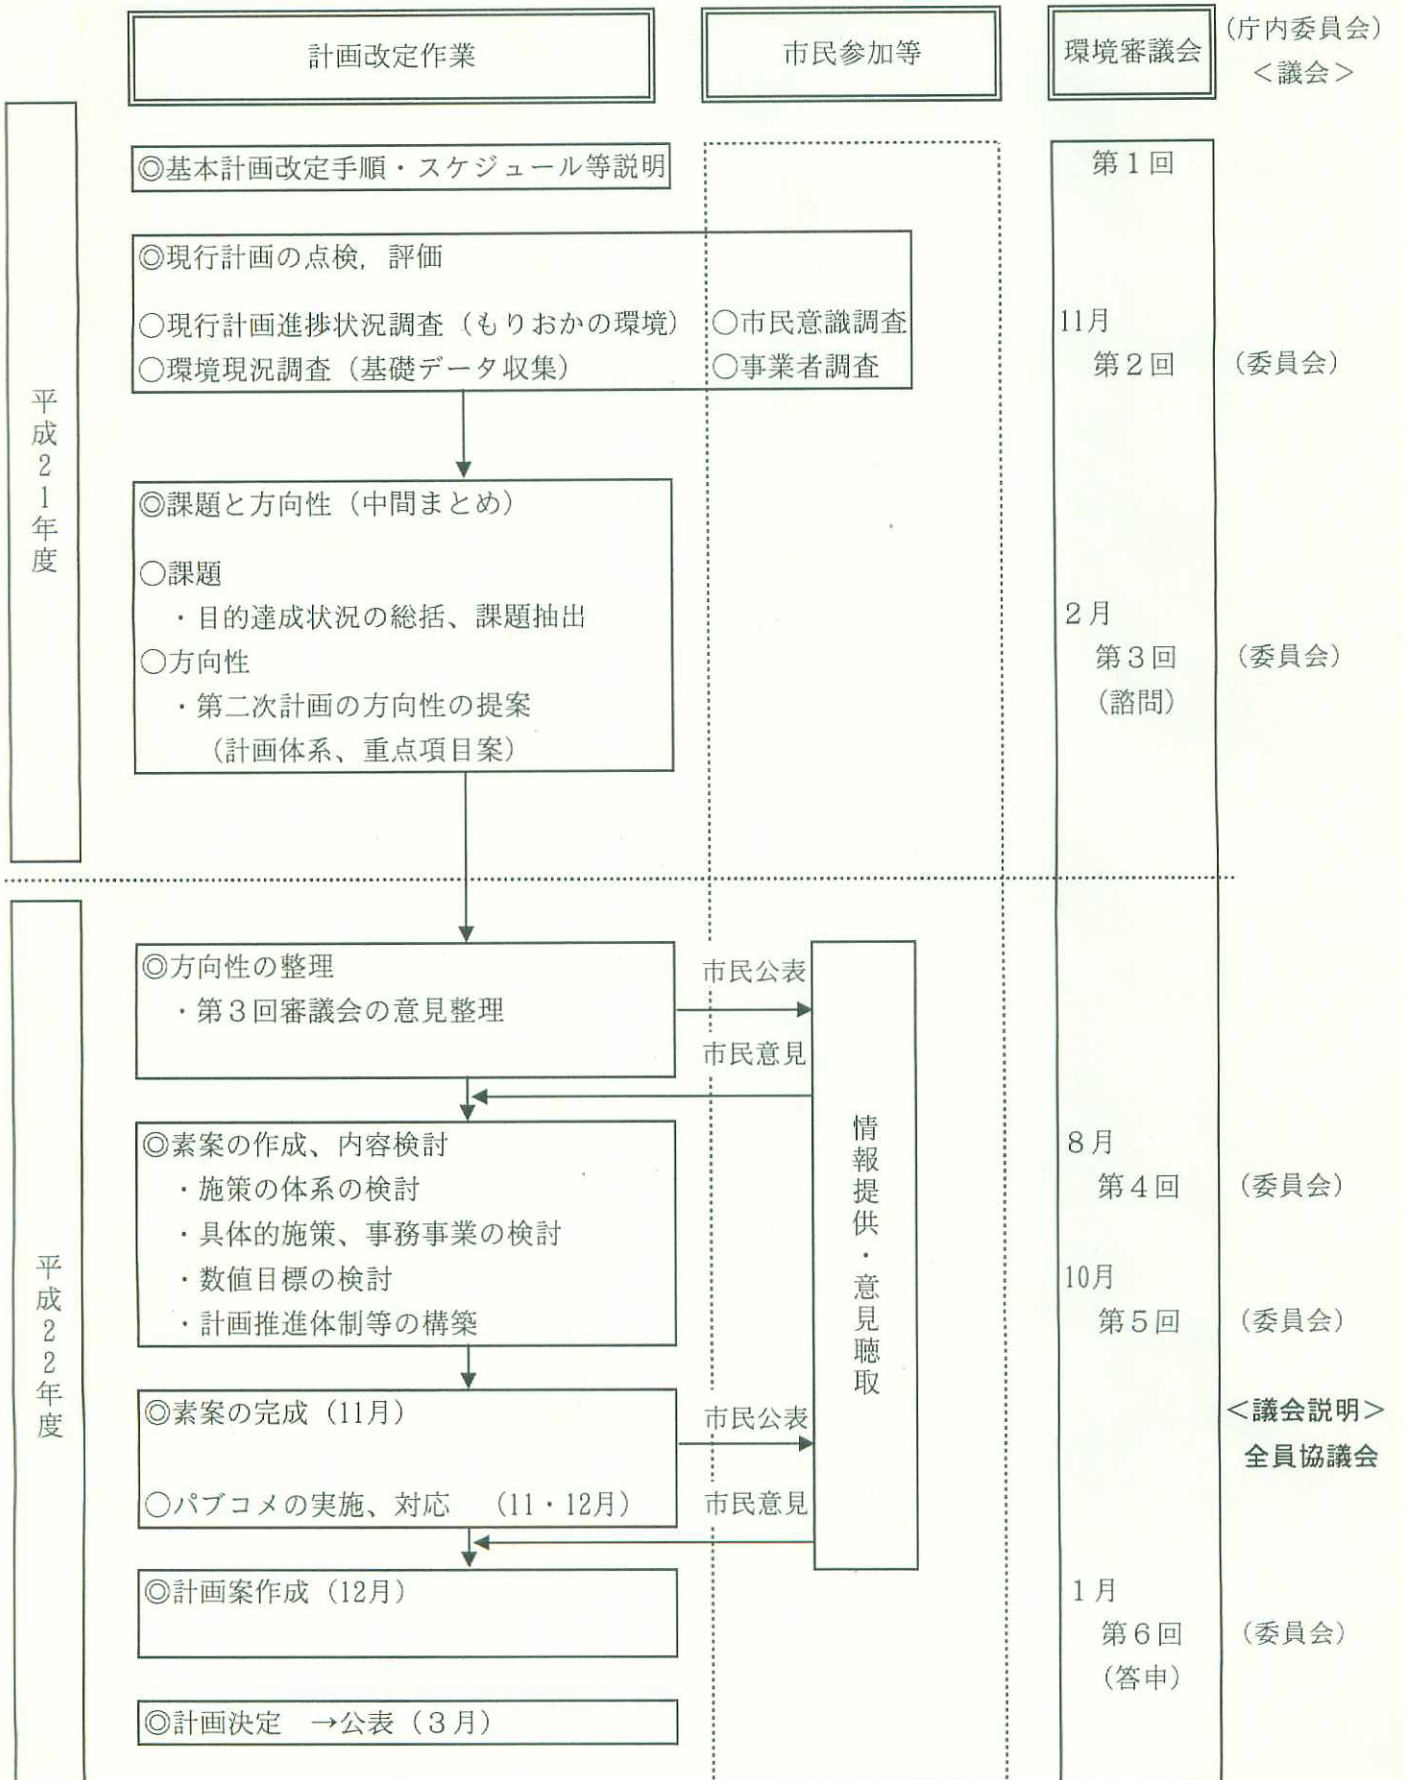 計画改定作業
市民参加等
環境審議会
(庁内委員会)
＜議会＞
平成21年度
◎基本計画改定手順・スケジュール等説明
第1回
◎現行計画の点検，評価
○現行計画進捗状況調査（もりおかの環境）
○環境現況調査（基礎データ収集）
○市民意識調査
○事業者調査
11月
第2回
(委員会)
◎課題と方向性（中間まとめ）
○課題
・目的達成状況の総括、課題抽出
○方向性
・第二次計画の方向性の提案
（計画体系、重点項目案）
2月
第3回
(諮問)
(委員会)
平成22年度
◎方向性の整理
・第3回審議会の意見整理
市民公表
市民意見
情報提供・意見聴取
◎素案の作成、内容検討
・施策の体系の検討
・具体的施策、事務事業の検討
・数値目標の検討
・計画推進体制等の構築
8月
第4回
(委員会)
10月
第5回
(委員会)
◎素案の完成（11月）
○パブコメの実施、対応　（11・12月）
市民公表
市民意見
＜議会説明＞
全員協議会
◎計画案作成（12月）
1月
第6回
(答申)
(委員会)
◎計画決定　→公表（3月）